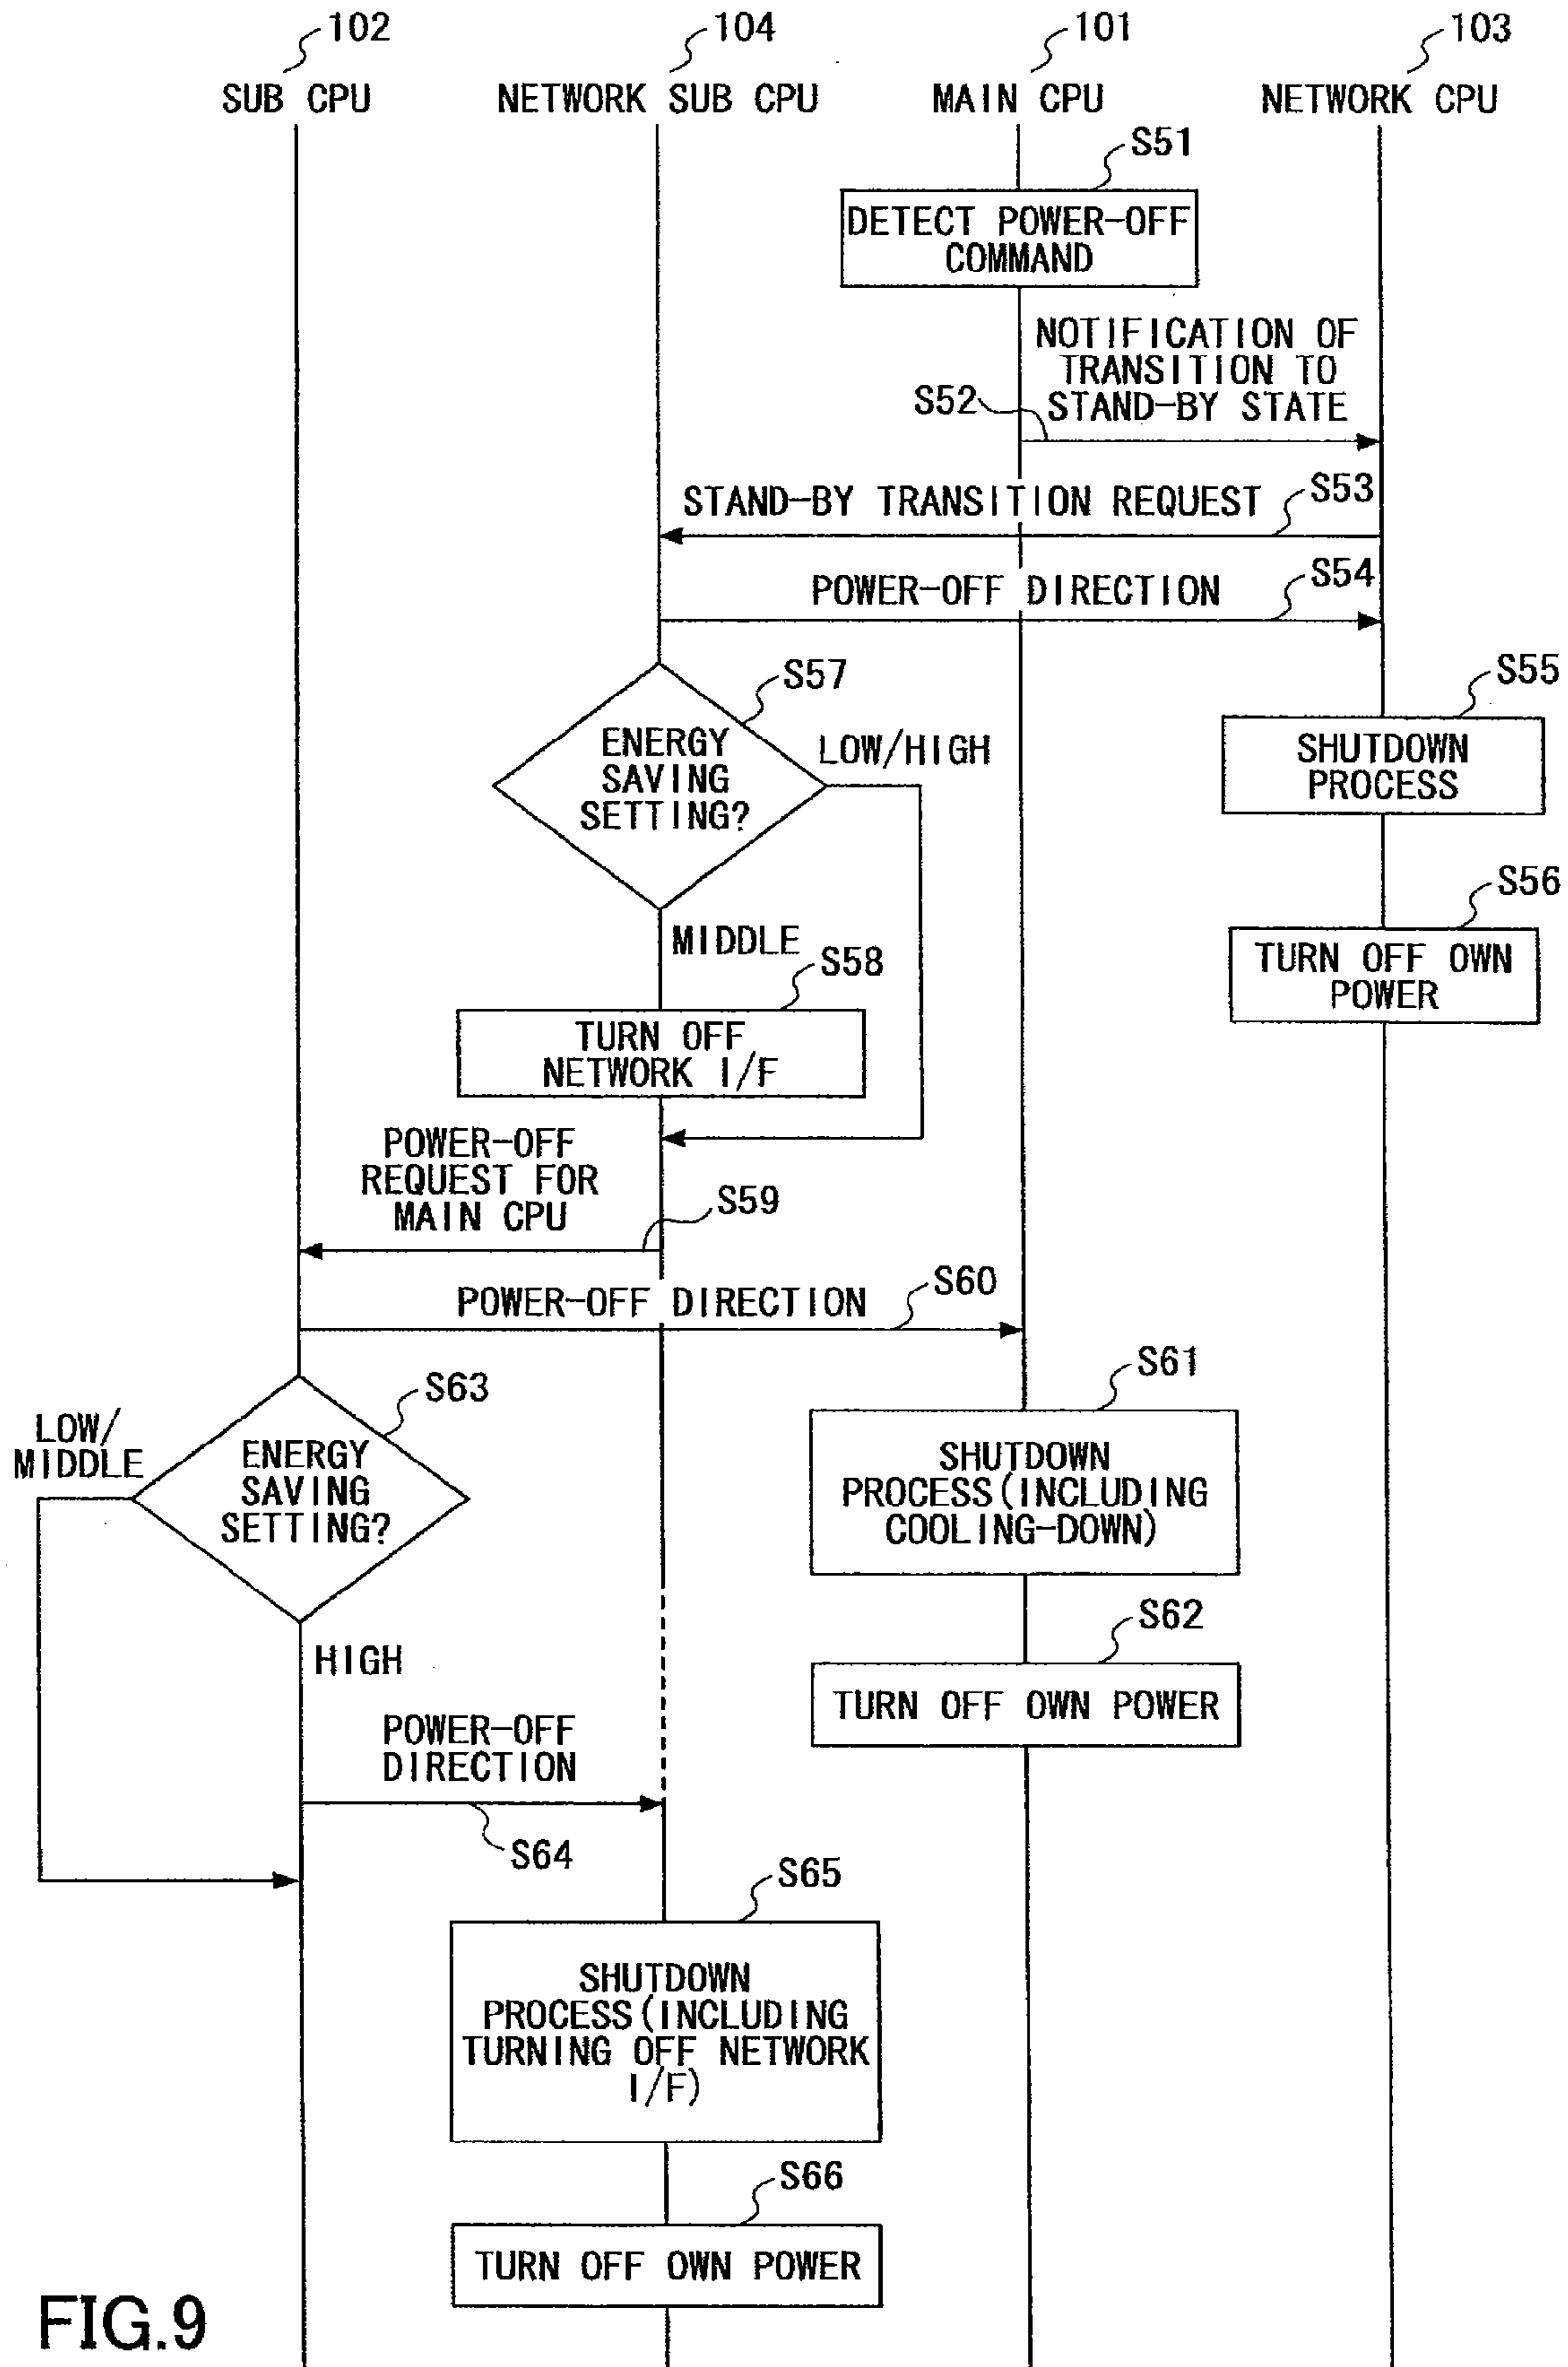 102
104
101
103
SUB CPU
NETWORK SUB CPU
MAIN CPU
NETWORK CPU
S51
DETECT POWER-OFF
COMMAND
NOTIFICATION OF
TRANSITION TO
STAND-BY STATE
S52
STAND-BY TRANSITION REQUEST
S53
POWER-OFF DIRECTION
S54
S57
ENERGY
SAVING
SETTING?
LOW/HIGH
S55
SHUTDOWN
PROCESS
S56
TURN OFF OWN
POWER
MIDDLE
S58
TURN OFF
NETWORK I/F
POWER-OFF
REQUEST FOR
MAIN CPU
S59
POWER-OFF DIRECTION
S60
S63
LOW/
MIDDLE
ENERGY
SAVING
SETTING?
S61
SHUTDOWN
PROCESS(INCLUDING
COOLING-DOWN)
S62
TURN OFF OWN POWER
HIGH
POWER-OFF
DIRECTION
S64
S65
SHUTDOWN
PROCESS(INCLUDING
TURNING OFF NETWORK
I/F)
S66
TURN OFF OWN POWER
FIG.9